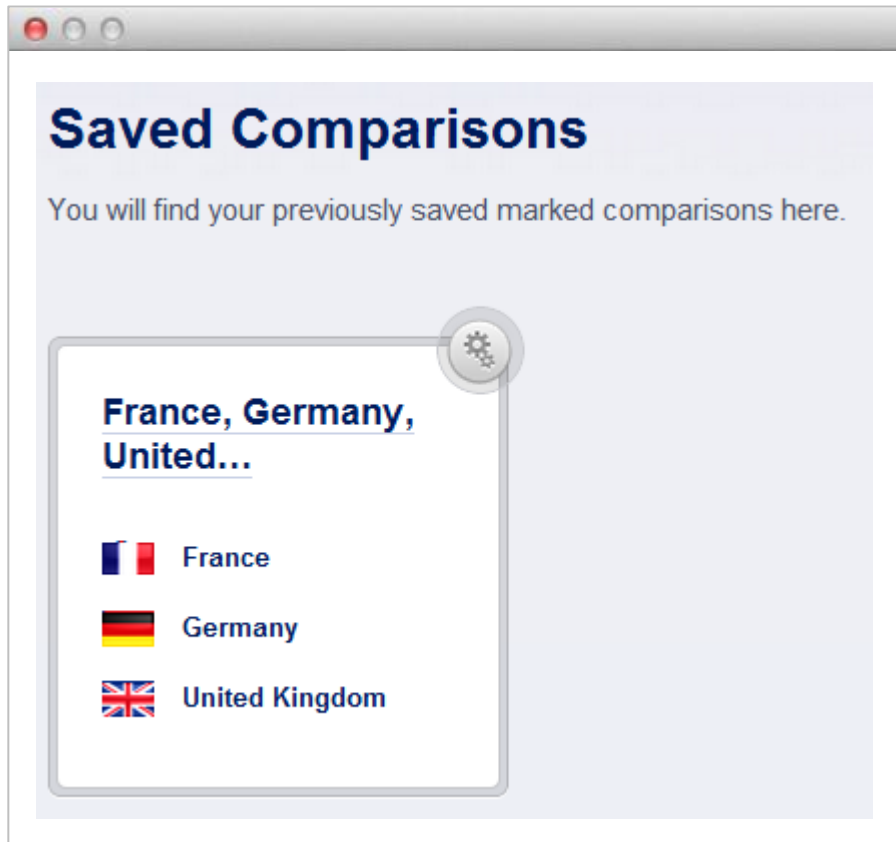 Saved Comparisons
You will find your previously saved marked comparisons here.
France, Germany,
United...
France
Germany
United Kingdom